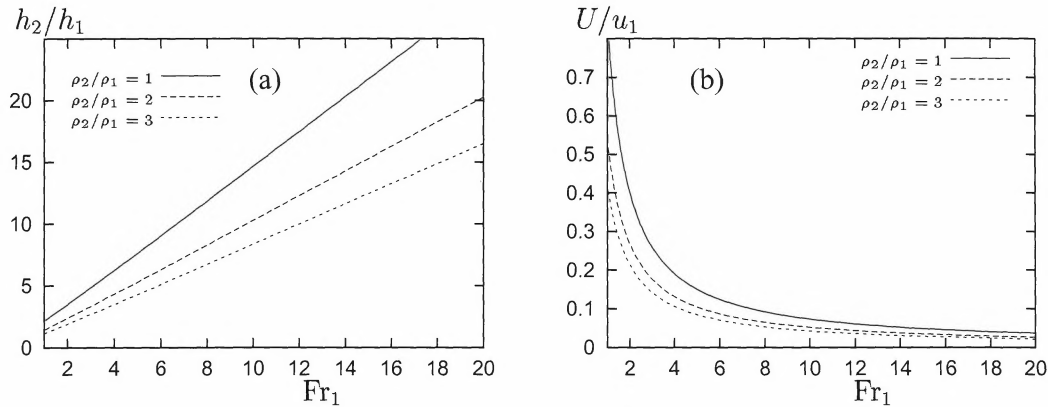 h₂/h₁
ρ₂/ρ₁ = 1
ρ₂/ρ₁ = 2
ρ₂/ρ₁ = 3
(a)
20
15
10
5
0
2 4 6 8 10 12 14 16 18 20
Fr₁
U/u₁
(b)
ρ₂/ρ₁ = 1
ρ₂/ρ₁ = 2
ρ₂/ρ₁ = 3
0.7
0.6
0.5
0.4
0.3
0.2
0.1
0
2 4 6 8 10 12 14 16 18 20
Fr₁